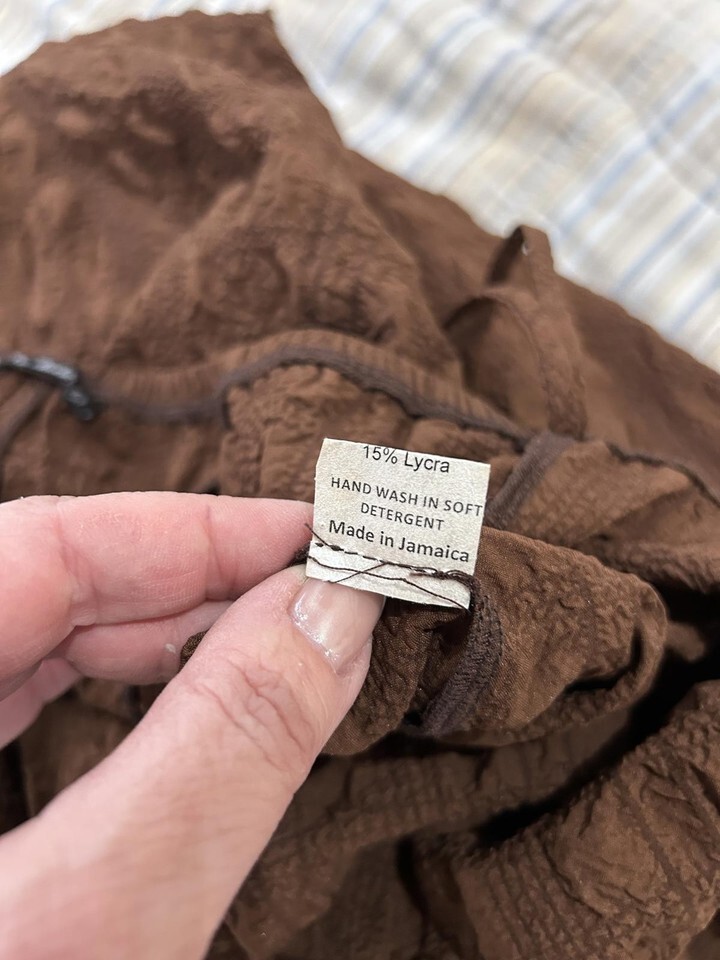 15% Lycra
HAND WASH IN SOFT
DETERGENT
Made in Jamaica